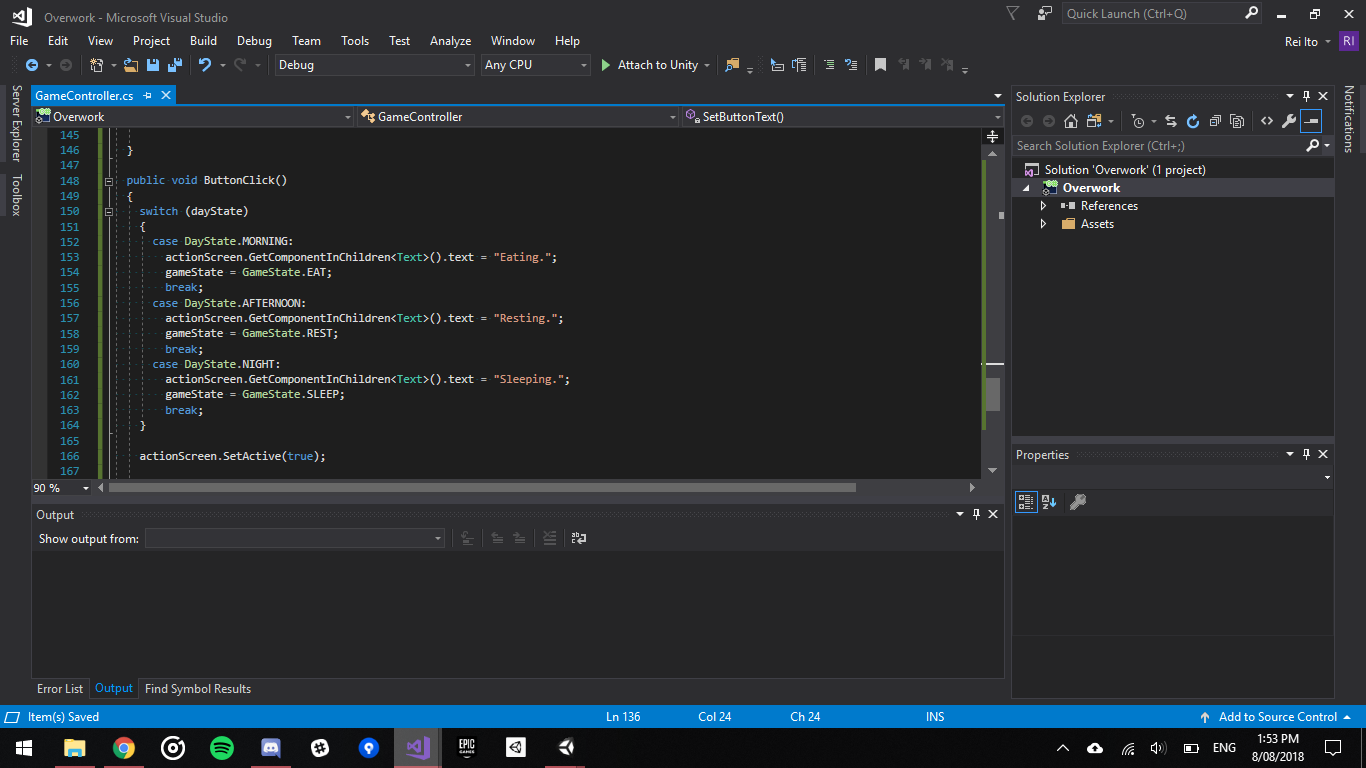 Overwork - Microsoft Visual Studio
Quick Launch (Ctrl+Q)
File Edit View Project Build Debug Team Tools Test Analyze Window Help
Rei Ito RI
Debug Any CPU Attach to Unity
Server Explorer
Toolbox
GameController.cs
Overwork GameController SetButtonText()
145
146 }
147
148 public void ButtonClick()
149 {
150 switch (dayState)
151 {
152 case DayState.MORNING:
153 actionScreen.GetComponentInChildren<Text>().text = "Eating.";
154 gameState = GameState.EAT;
155 break;
156 case DayState.AFTERNOON:
157 actionScreen.GetComponentInChildren<Text>().text = "Resting.";
158 gameState = GameState.REST;
159 break;
160 case DayState.NIGHT:
161 actionScreen.GetComponentInChildren<Text>().text = "Sleeping.";
162 gameState = GameState.SLEEP;
163 break;
164 }
165
166 actionScreen.SetActive(true);
167
90 %
Output
Show output from:
Error List Output Find Symbol Results
Solution Explorer
Search Solution Explorer (Ctrl+;)
Solution 'Overwork' (1 project)
Overwork
References
Assets
Properties
Notifications
Item(s) Saved Ln 136 Col 24 Ch 24 INS Add to Source Control
EPIC GAMES
ENG
1:53 PM
8/08/2018